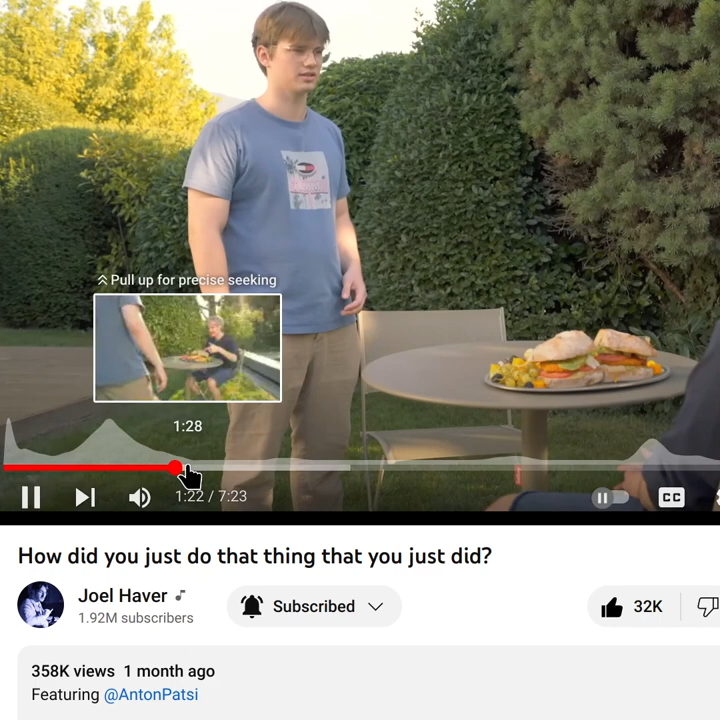 Pull up for precise seeking
1:28
1:22 / 7:23
CC
How did you just do that thing that you just did?
Joel Haver
1.92M subscribers
Subscribed
32K
358K views 1 month ago
Featuring @AntonPatsi